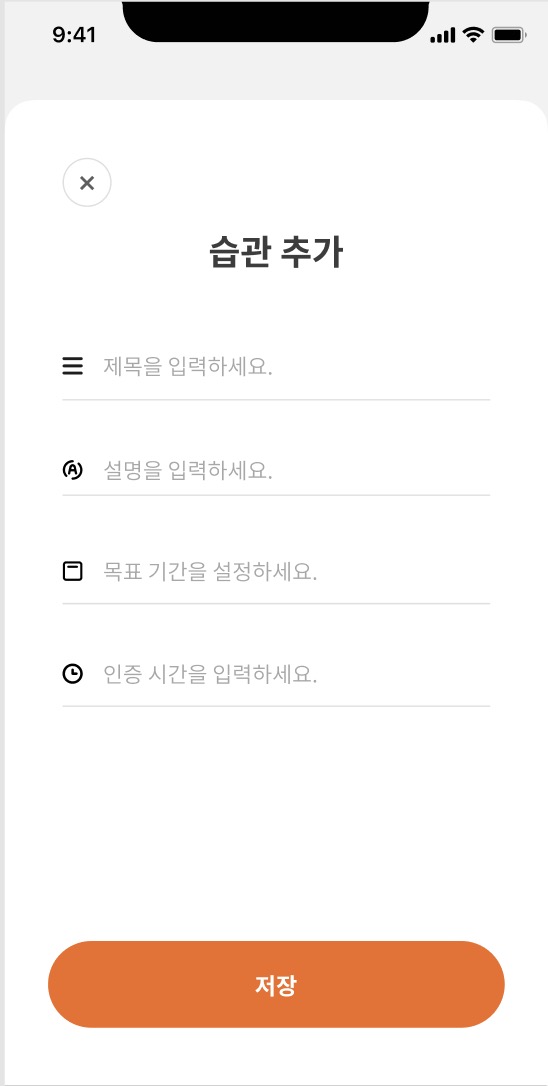 9:41
습관 추가
제목을 입력하세요.
설명을 입력하세요.
목표 기간을 설정하세요.
인증 시간을 입력하세요.
저장